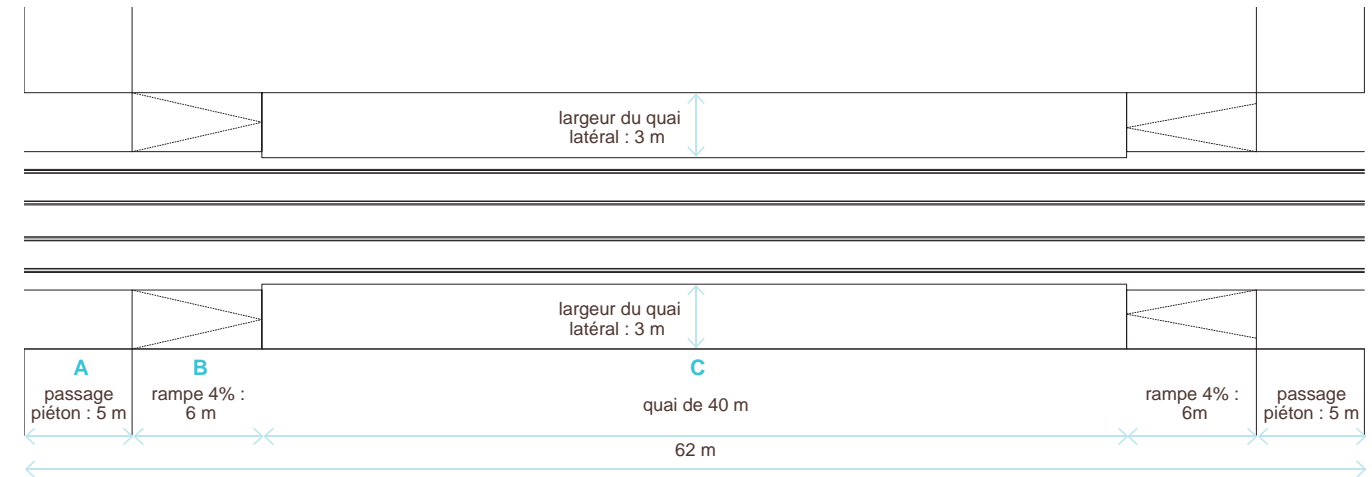 largeur du quai
latéral : 3 m
largeur du quai
latéral : 3 m
A
B
C
passage
piéton : 5 m
rampe 4% :
6 m
quai de 40 m
rampe 4% :
6m
passage
piéton : 5 m
62 m